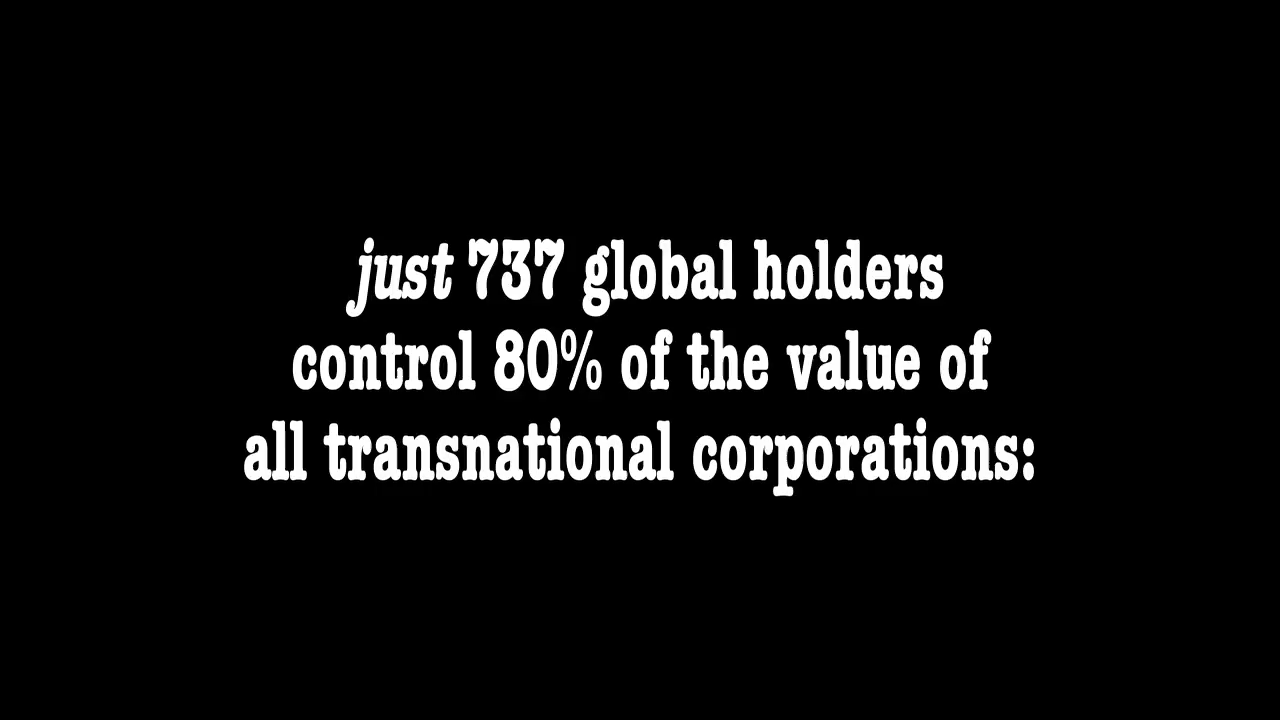 just 737 global holders
control 80% of the value of
all transnational corporations: